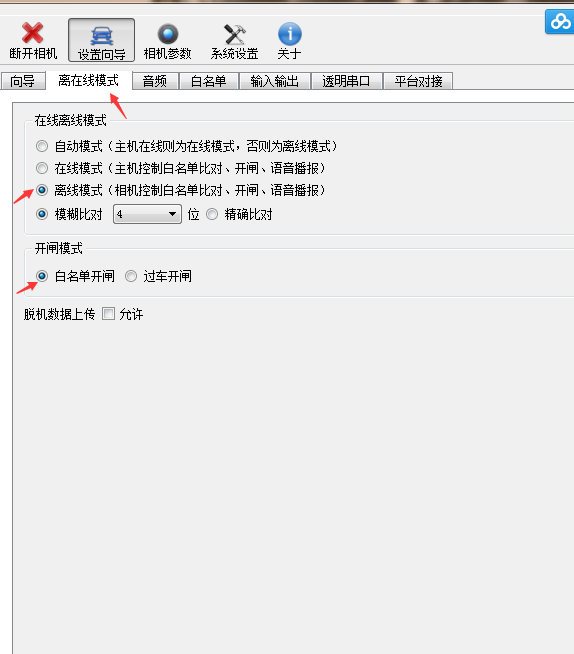 断开相机 设置向导 相机参数 系统设置 关于
向导 离在线模式 音频 白名单 输入输出 透明串口 平台对接
在线离线模式
自动模式（主机在线则为在线模式，否则为离线模式）
在线模式（主机控制白名单比对、开闸、语音播报）
离线模式（相机控制白名单比对、开闸、语音播报）
模糊比对 4 位 精确比对
开闸模式
白名单开闸 过车开闸
脱机数据上传 允许